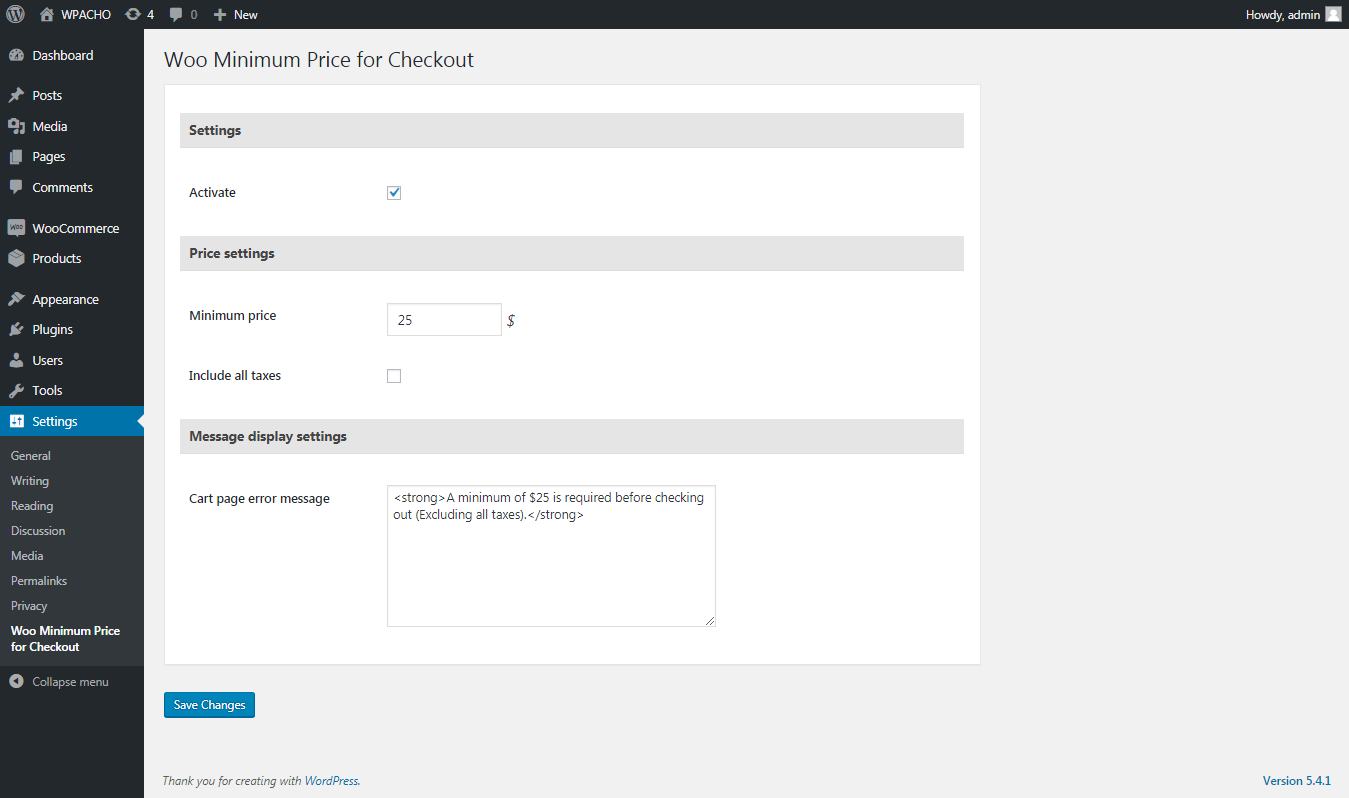 WPACHO 4 0 New Howdy, admin
Dashboard
Posts
Media
Pages
Comments
WooCommerce
Products
Appearance
Plugins
Users
Tools
Settings
General
Writing
Reading
Discussion
Media
Permalinks
Privacy
Woo Minimum Price
for Checkout
Collapse menu
Woo Minimum Price for Checkout
Settings
Activate
Price settings
Minimum price 25 $
Include all taxes
Message display settings
Cart page error message
<strong>A minimum of $25 is required before checking
out (Excluding all taxes).</strong>
Save Changes
Thank you for creating with WordPress.
Version 5.4.1